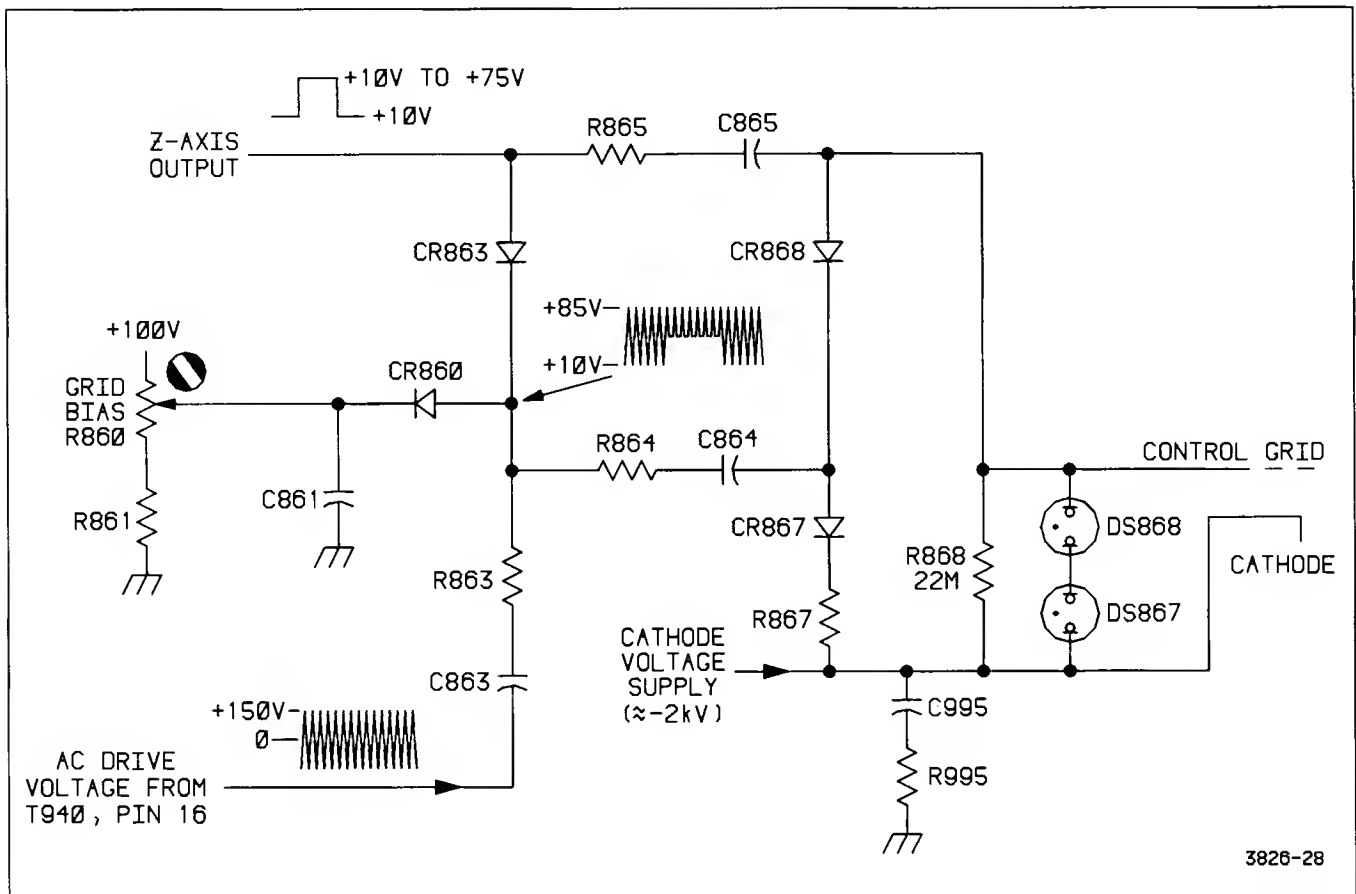 +10V TO +75V
+10V
Z-AXIS
OUTPUT
R865
C865
CR863
CR868
+85V
+10V
+100V
GRID
BIAS
R860
CR860
R864
C864
CONTROL GRID
C861
R861
CR867
DS868
R868
22M
CATHODE
R863
R867
DS867
CATHODE
VOLTAGE
SUPPLY
(≈-2kV)
C863
C995
+150V
0
AC DRIVE
VOLTAGE FROM
T940, PIN 16
R995
3826-28